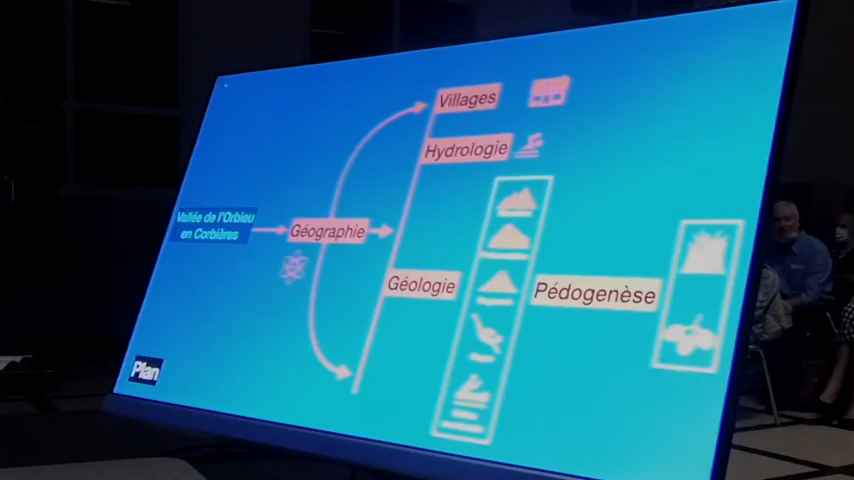 Villages
Hydrologie
Vallée de l'Orbieu
en Corbières
Géographie
Géologie
Pédogenèse
Plan